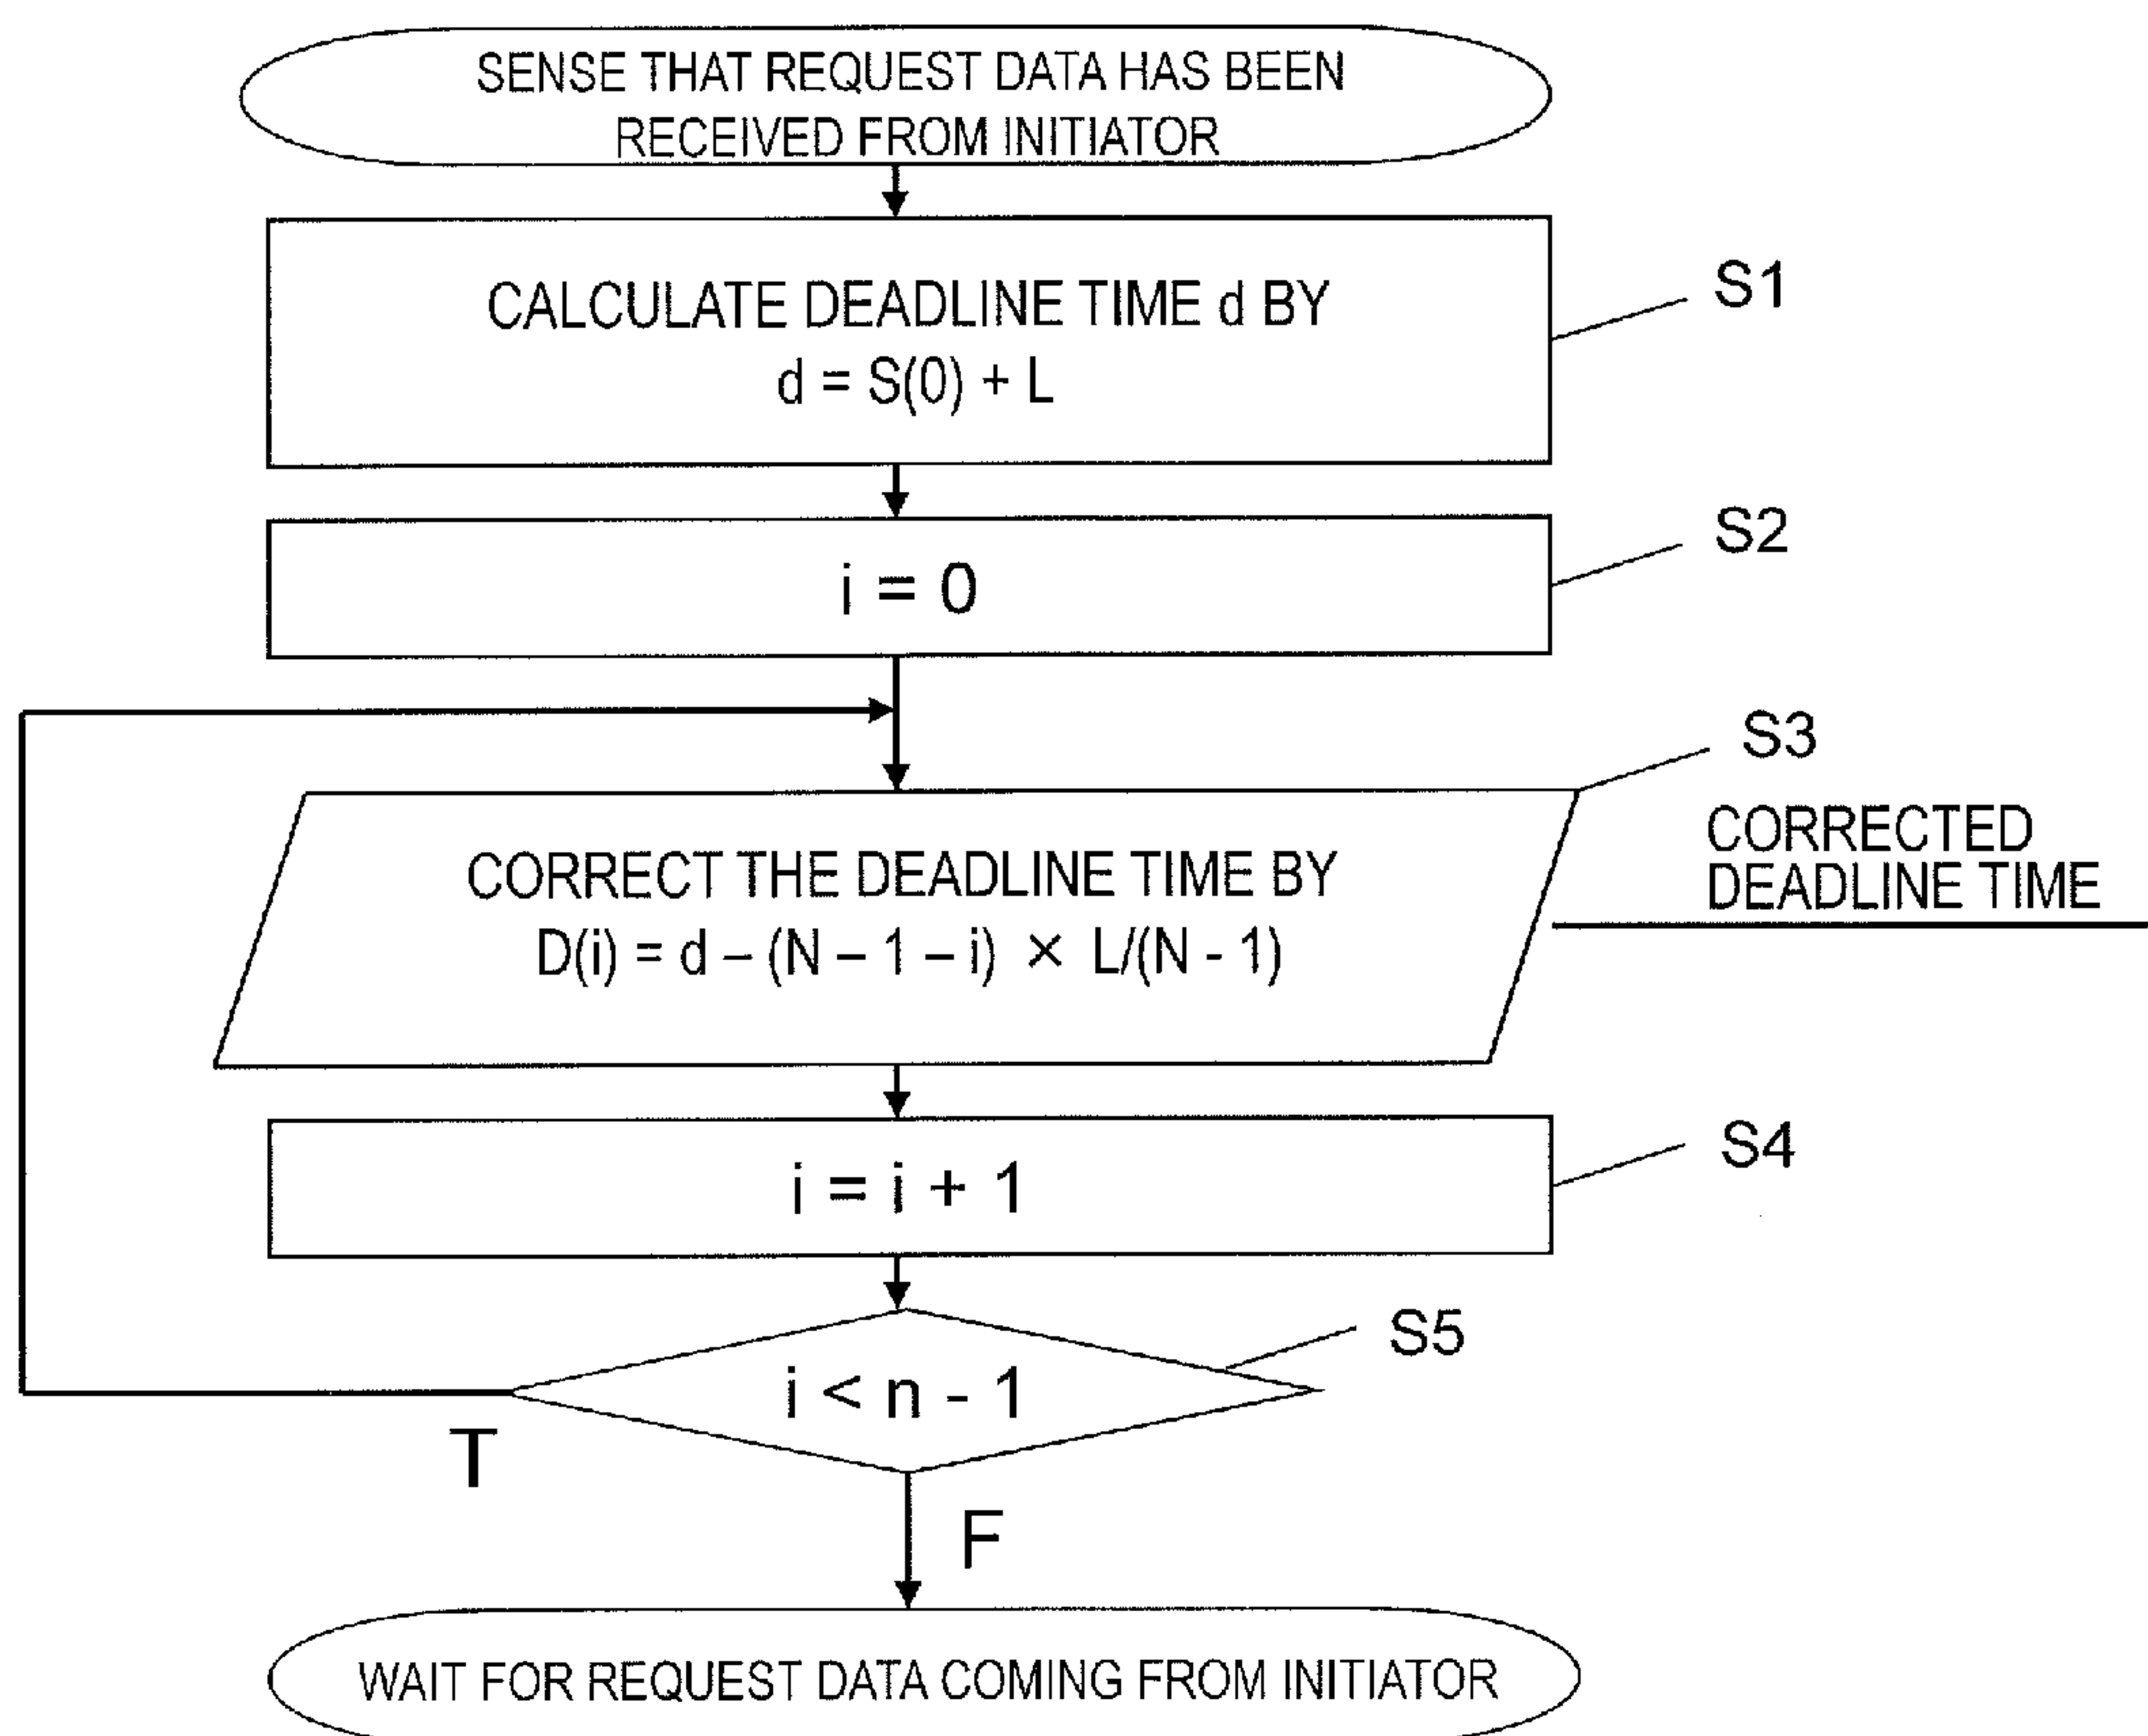 SENSE THAT REQUEST DATA HAS BEEN
RECEIVED FROM INITIATOR
CALCULATE DEADLINE TIME d BY
d = S(0) + L
S1
i = 0
S2
S3
CORRECT THE DEADLINE TIME BY
D(i) = d – (N – 1 – i) × L/(N - 1)
CORRECTED
DEADLINE TIME
i = i + 1
S4
i < n - 1
S5
T
F
WAIT FOR REQUEST DATA COMING FROM INITIATOR